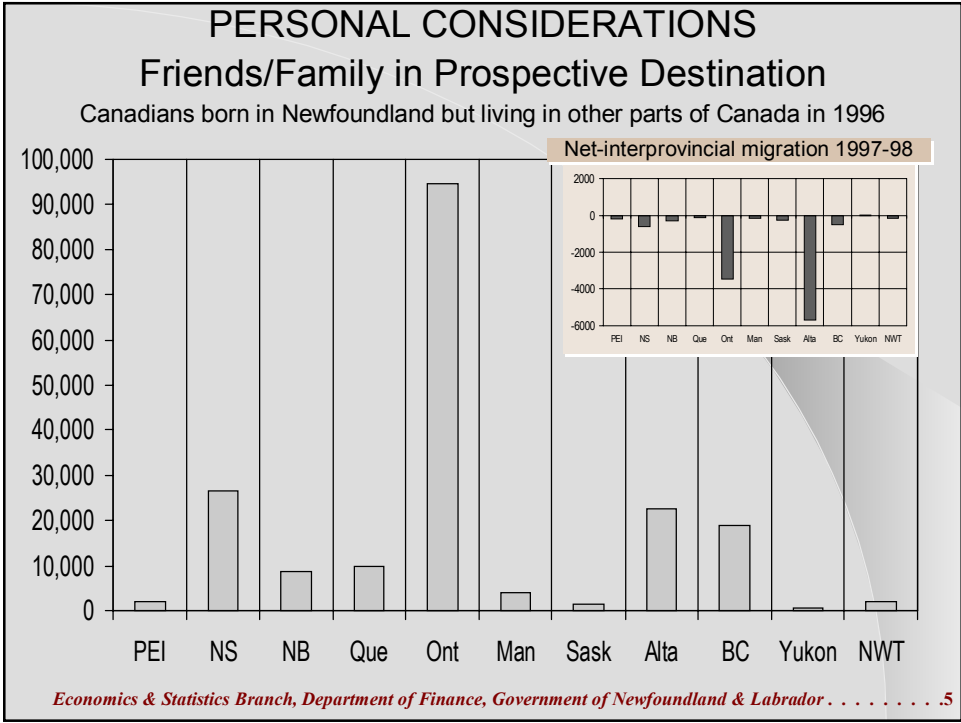 PERSONAL CONSIDERATIONS
Friends/Family in Prospective Destination
Canadians born in Newfoundland but living in other parts of Canada in 1996
Net-interprovincial migration 1997-98
2000
0
-2000
-4000
-6000
PEI NS NB Que Ont Man Sask Alta BC Yukon NWT
100,000
90,000
80,000
70,000
60,000
50,000
40,000
30,000
20,000
10,000
0
PEI NS NB Que Ont Man Sask Alta BC Yukon NWT
Economics & Statistics Branch, Department of Finance, Government of Newfoundland & Labrador . . . . . . . . .5